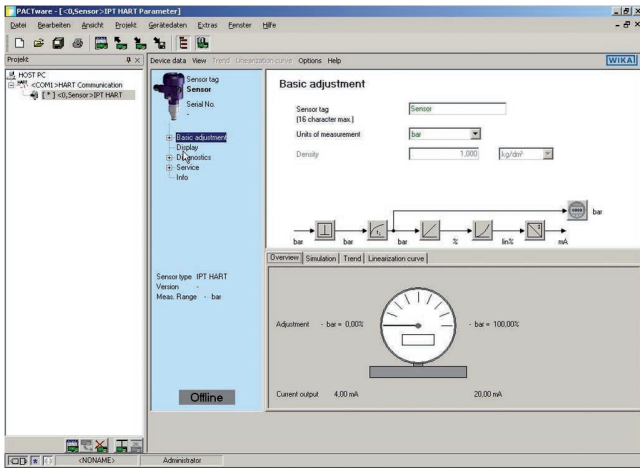 PACTware - [<0,Sensor>IPT HART Parameter]
Datei Bearbeiten Ansicht Projekt Gerätedaten Extras Fenster Hilfe
Projekt
HOST PC
<COM1>HART Communication
[*] <0,Sensor>IPT HART
Device data View Trend Linearization curve Options Help
WIKA
Sensor tag
Sensor
Serial No.
-
Basic adjustment
Display
Diagnostics
Service
Info
Sensor type IPT HART
Version -
Meas. Range - bar
Offline
Basic adjustment
Sensor tag
(16 character max.)
Sensor
Units of measurement
bar
Density
1,000
kg/dm³
bar
bar
bar
bar
%
lin%
mA
Overview Simulation Trend Linearization curve
Adjustment - bar = 0,00%
- bar = 100,00%
Current output 4,00 mA
20,00 mA
<NONAME>
Administrator